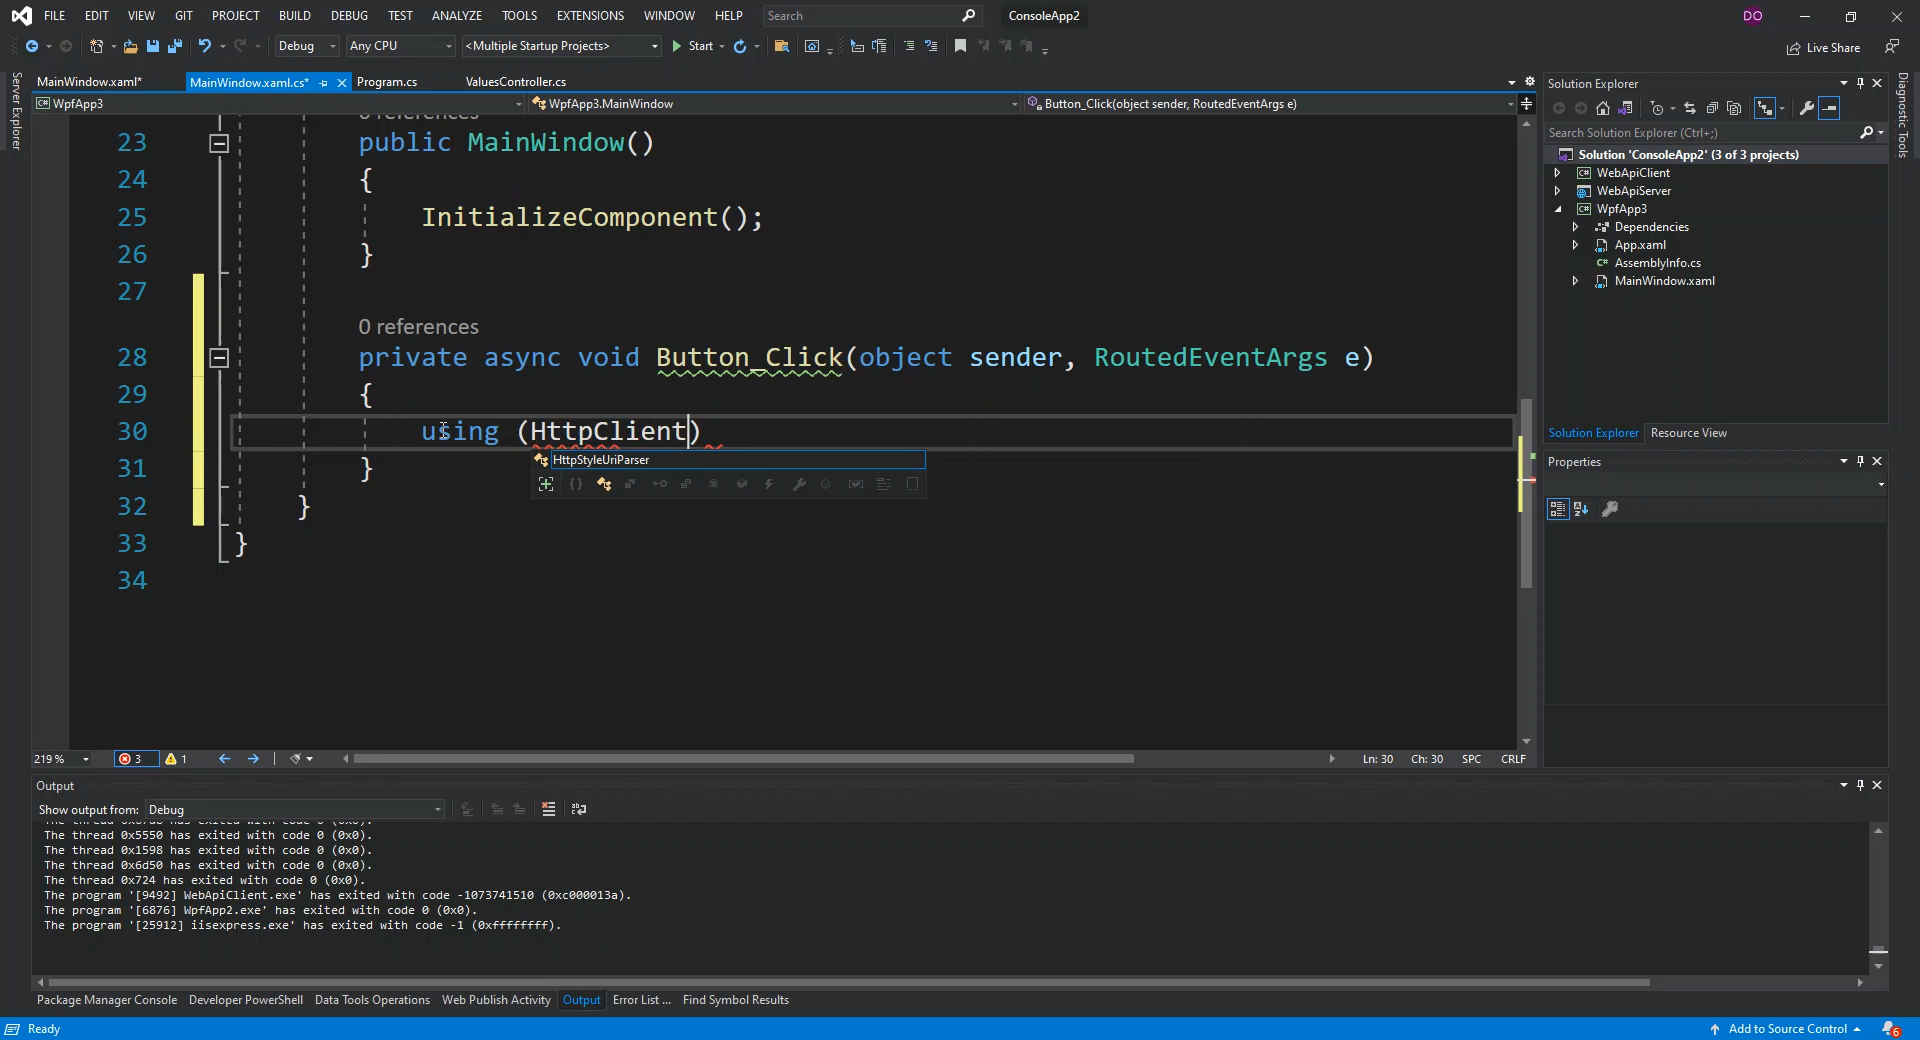 FILE EDIT VIEW GIT PROJECT BUILD DEBUG TEST ANALYZE TOOLS EXTENSIONS WINDOW HELP Search ConsoleApp2 DO
Debug Any CPU <Multiple Startup Projects> Start Live Share
MainWindow.xaml* MainWindow.xaml.cs* Program.cs ValuesController.cs
WpfApp3 WpfApp3.MainWindow Button_Click(object sender, RoutedEventArgs e)
Server Explorer
23 public MainWindow()
24 {
25 InitializeComponent();
26 }
27
0 references
28 private async void Button_Click(object sender, RoutedEventArgs e)
29 {
30 using (HttpClient)
HttpStyleUriParser
31 }
32 }
33 }
34
219 % 3 1 Ln: 30 Ch: 30 SPC CRLF
Solution Explorer
Search Solution Explorer (Ctrl+;)
Solution 'ConsoleApp2' (3 of 3 projects)
WebApiClient
WebApiServer
WpfApp3
Dependencies
App.xaml
AssemblyInfo.cs
MainWindow.xaml
Solution Explorer Resource View
Properties
Diagnostic Tools
Output
Show output from: Debug
The thread 0x5550 has exited with code 0 (0x0).
The thread 0x1598 has exited with code 0 (0x0).
The thread 0x6d50 has exited with code 0 (0x0).
The thread 0x724 has exited with code 0 (0x0).
The program '[9492] WebApiClient.exe' has exited with code -1073741510 (0xc000013a).
The program '[6876] WpfApp2.exe' has exited with code 0 (0x0).
The program '[25912] iisexpress.exe' has exited with code -1 (0xffffffff).
Package Manager Console Developer PowerShell Data Tools Operations Web Publish Activity Output Error List ... Find Symbol Results
Ready Add to Source Control 6